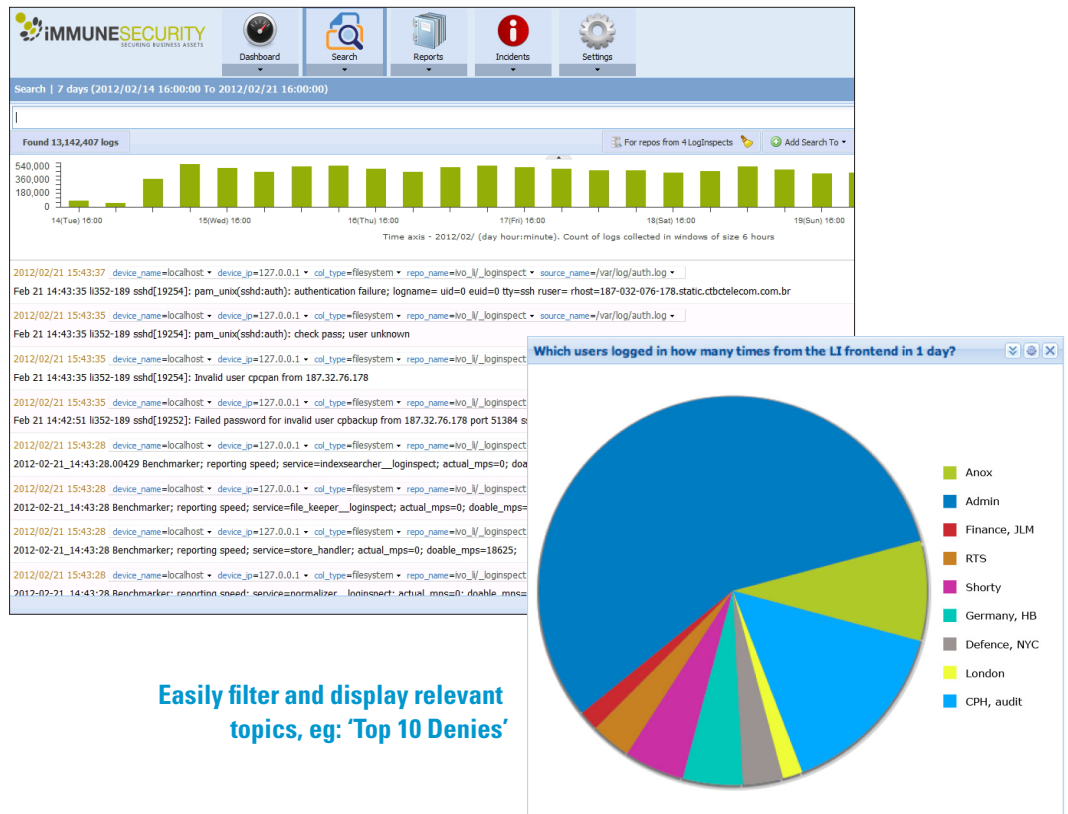 iMMUNESECURITY
SECURING BUSINESS ASSETS
Dashboard
Search
Reports
Incidents
Settings
Search | 7 days (2012/02/14 16:00:00 To 2012/02/21 16:00:00)
Found 13,142,407 logs
For repos from 4 LogInspects
Add Search To
540,000
360,000
180,000
0
14(Tue) 16:00
15(Wed) 16:00
16(Thu) 16:00
17(Fri) 16:00
18(Sat) 16:00
19(Sun) 16:00
Time axis - 2012/02/ (day hour:minute). Count of logs collected in windows of size 6 hours
2012/02/21 15:43:37 device_name=localhost device_ip=127.0.0.1 col_type=filesystem repo_name=ivo_li/_loginspect source_name=/var/log/auth.log
Feb 21 14:43:35 li352-189 sshd[19254]: pam_unix(sshd:auth): authentication failure; logname= uid=0 euid=0 tty=ssh ruser= rhost=187-032-076-178.static.ctbctelecom.com.br
2012/02/21 15:43:35 device_name=localhost device_ip=127.0.0.1 col_type=filesystem repo_name=ivo_li/_loginspect source_name=/var/log/auth.log
Feb 21 14:43:35 li352-189 sshd[19254]: pam_unix(sshd:auth): check pass; user unknown
2012/02/21 15:43:35 device_name=localhost device_ip=127.0.0.1 col_type=filesystem repo_name=ivo_li/_loginspect
Feb 21 14:43:35 li352-189 sshd[19254]: Invalid user cpcpan from 187.32.76.178
2012/02/21 15:43:35 device_name=localhost device_ip=127.0.0.1 col_type=filesystem repo_name=ivo_li/_loginspect
Feb 21 14:42:51 li352-189 sshd[19252]: Failed password for invalid user cpbackup from 187.32.76.178 port 51384 s
2012/02/21 15:43:28 device_name=localhost device_ip=127.0.0.1 col_type=filesystem repo_name=ivo_li/_loginspect
2012-02-21_14:43:28.00429 Benchmarker; reporting speed; service=indexsearcher__loginspect; actual_mps=0; doa
2012/02/21 15:43:28 device_name=localhost device_ip=127.0.0.1 col_type=filesystem repo_name=ivo_li/_loginspect
2012-02-21_14:43:28 Benchmarker; reporting speed; service=file_keeper__loginspect; actual_mps=0; doable_mps=
2012/02/21 15:43:28 device_name=localhost device_ip=127.0.0.1 col_type=filesystem repo_name=ivo_li/_loginspect
2012-02-21_14:43:28 Benchmarker; reporting speed; service=store_handler; actual_mps=0; doable_mps=18625;
2012/02/21 15:43:28 device_name=localhost device_ip=127.0.0.1 col_type=filesystem repo_name=ivo_li/_loginspect
2012-02-21_14:43:28 Benchmarker; reporting speed; service=normalizer__loginspect; actual_mps=0; doable_mps=
Which users logged in how many times from the LI frontend in 1 day?
Anox
Admin
Finance, JLM
RTS
Shorty
Germany, HB
Defence, NYC
London
CPH, audit
Easily filter and display relevant
topics, eg: ‘Top 10 Denies’